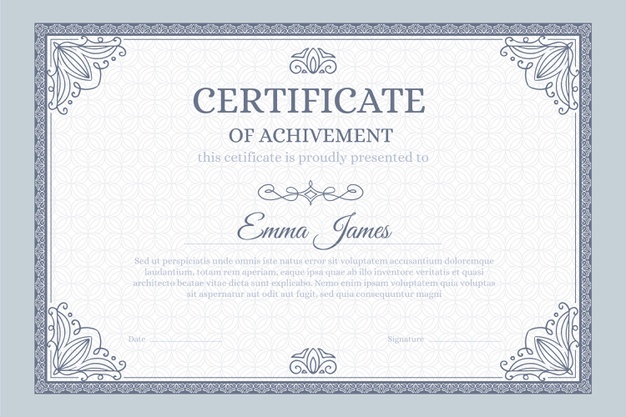 CERTIFICATE
OF ACHIVEMENT
this cetificate is proudly presented to
Emma James
Sed ut perspiciatis unde omnis iste natus error sit voluptatem accusantium doloremque
laudantium, totam rem aperiam, eaque ipsa quae ab illo inventore veritatis et quasi
architecto beatae vitae dicta sunt explicabo. Nemo enim ipsam voluptatem quia voluptas
sit aspernatur aut odit aut fugit, sed quia consequuntur magni
Date
Signature